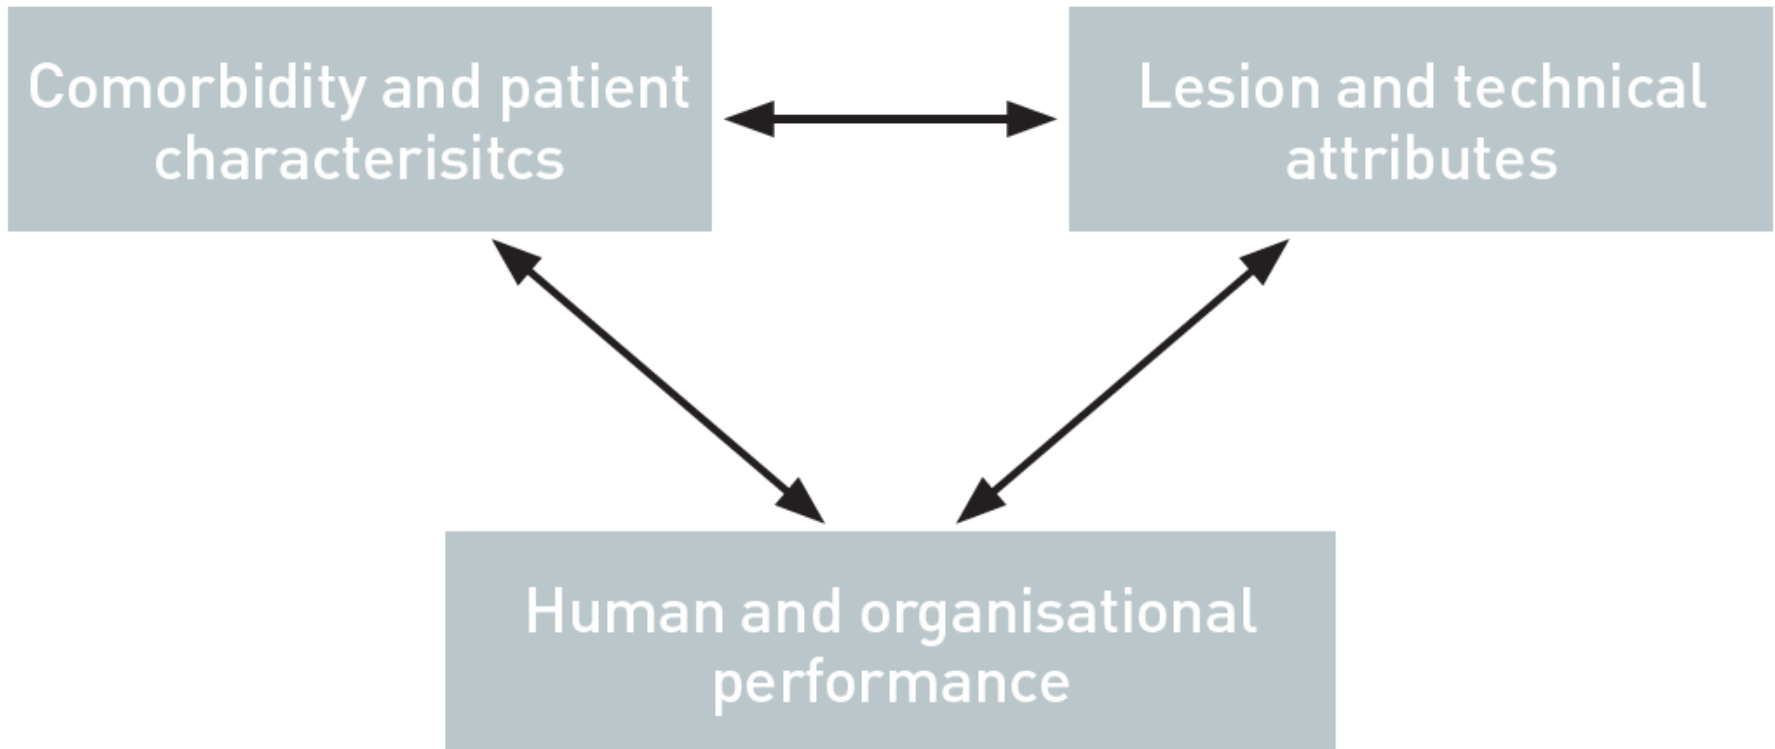 Comorbidity and patient
characterisitcs
Lesion and technical
attributes
Human and organisational
performance